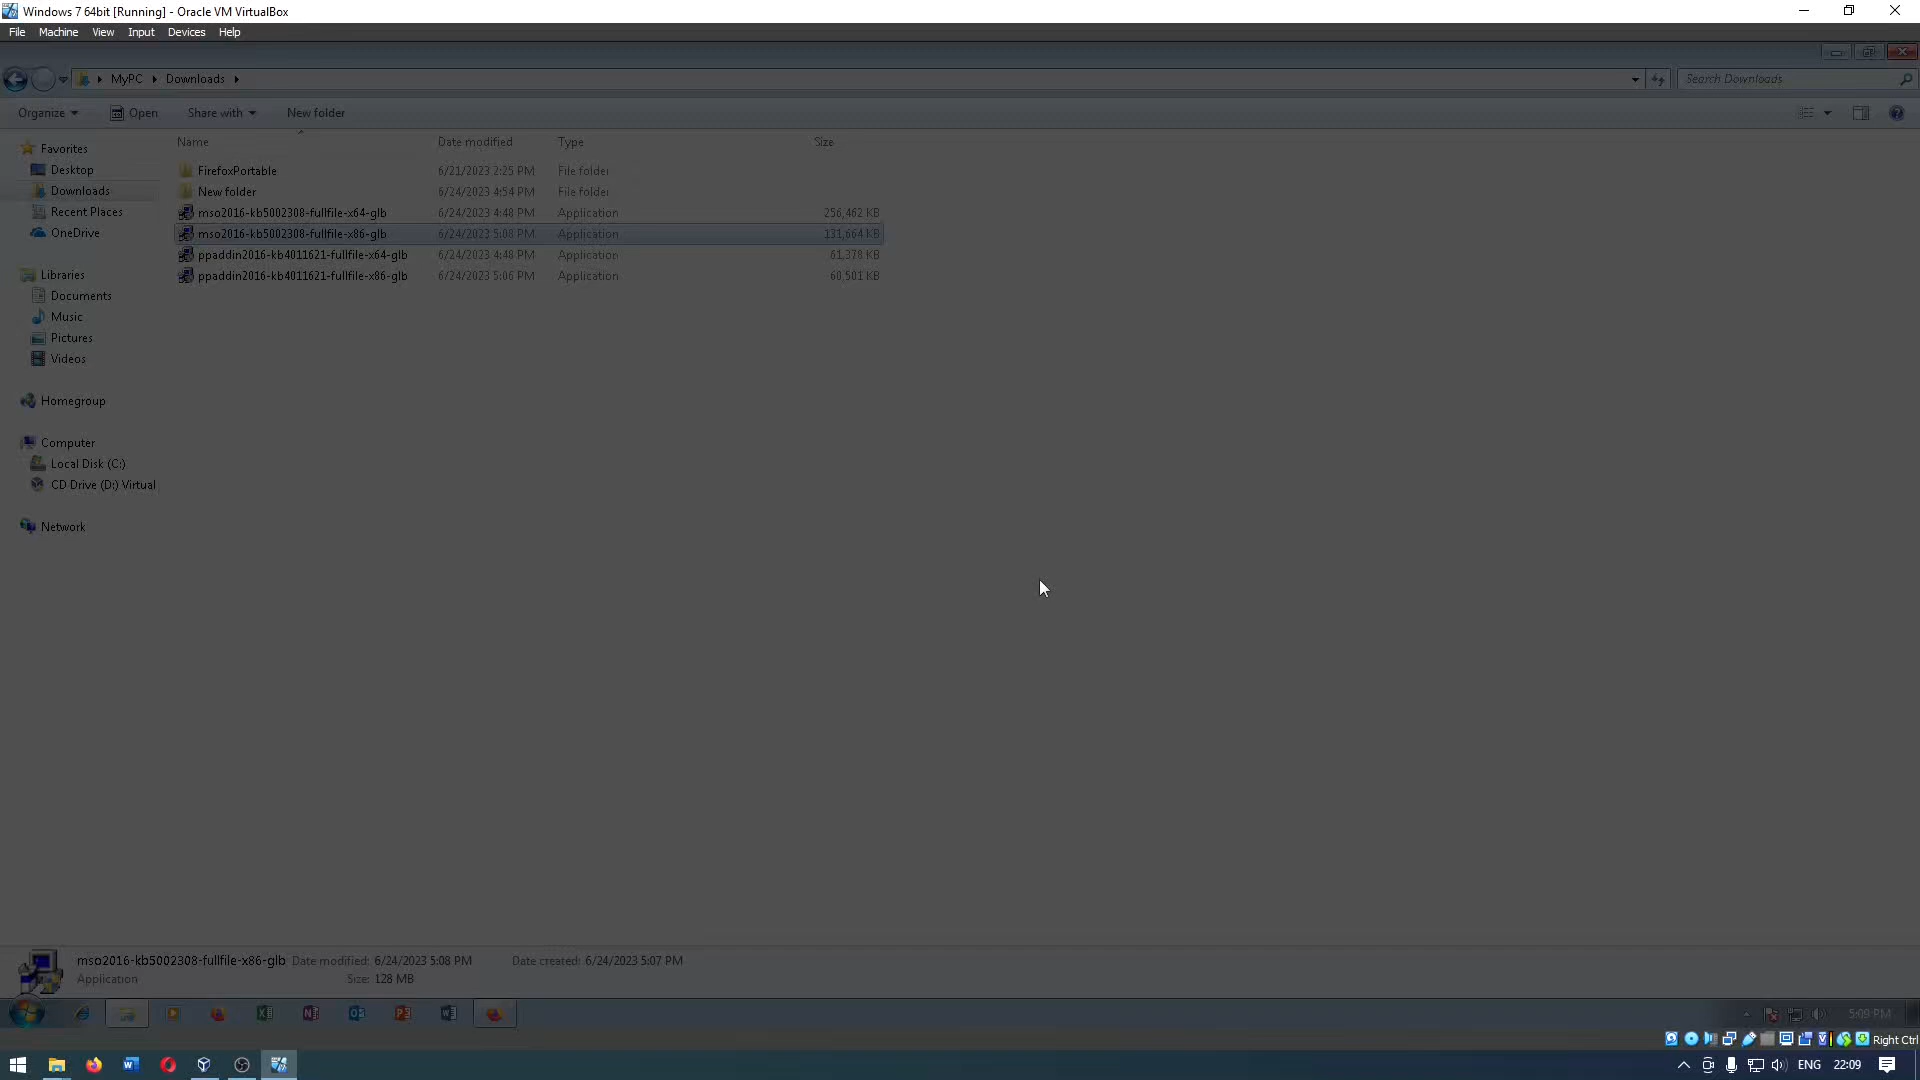 Windows 7 64bit [Running] - Oracle VM VirtualBox
File Machine View Input Devices Help
MyPC Downloads
Search Downloads
Organize Open Share with New folder
Name Date modified Type Size
Favorites
Desktop
Downloads
Recent Places
OneDrive
Libraries
Documents
Music
Pictures
Videos
Homegroup
Computer
Local Disk (C:)
CD Drive (D:) Virtual
Network
FirefoxPortable 6/21/2023 2:25 PM File folder
New folder 6/24/2023 4:54 PM File folder
mso2016-kb5002308-fullfile-x64-glb 6/24/2023 4:48 PM Application 256,462 KB
mso2016-kb5002308-fullfile-x86-glb 6/24/2023 5:08 PM Application 131,664 KB
ppaddin2016-kb4011621-fullfile-x64-glb 6/24/2023 4:48 PM Application 61,378 KB
ppaddin2016-kb4011621-fullfile-x86-glb 6/24/2023 5:06 PM Application 60,501 KB
mso2016-kb5002308-fullfile-x86-glb Date modified: 6/24/2023 5:08 PM Date created: 6/24/2023 5:07 PM
Application Size: 128 MB
5:09 PM
Right Ctrl
ENG 22:09